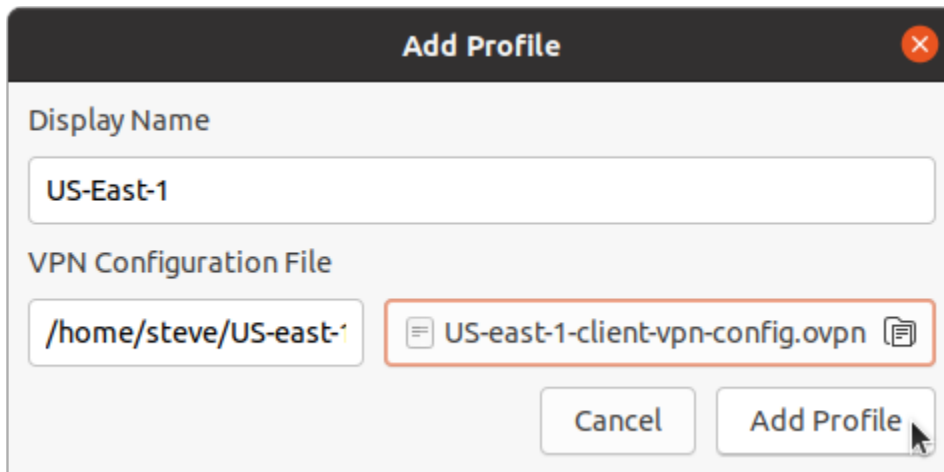 Add Profile
Display Name
US-East-1
VPN Configuration File
/home/steve/US-east-1 US-east-1-client-vpn-config.ovpn
Cancel Add Profile